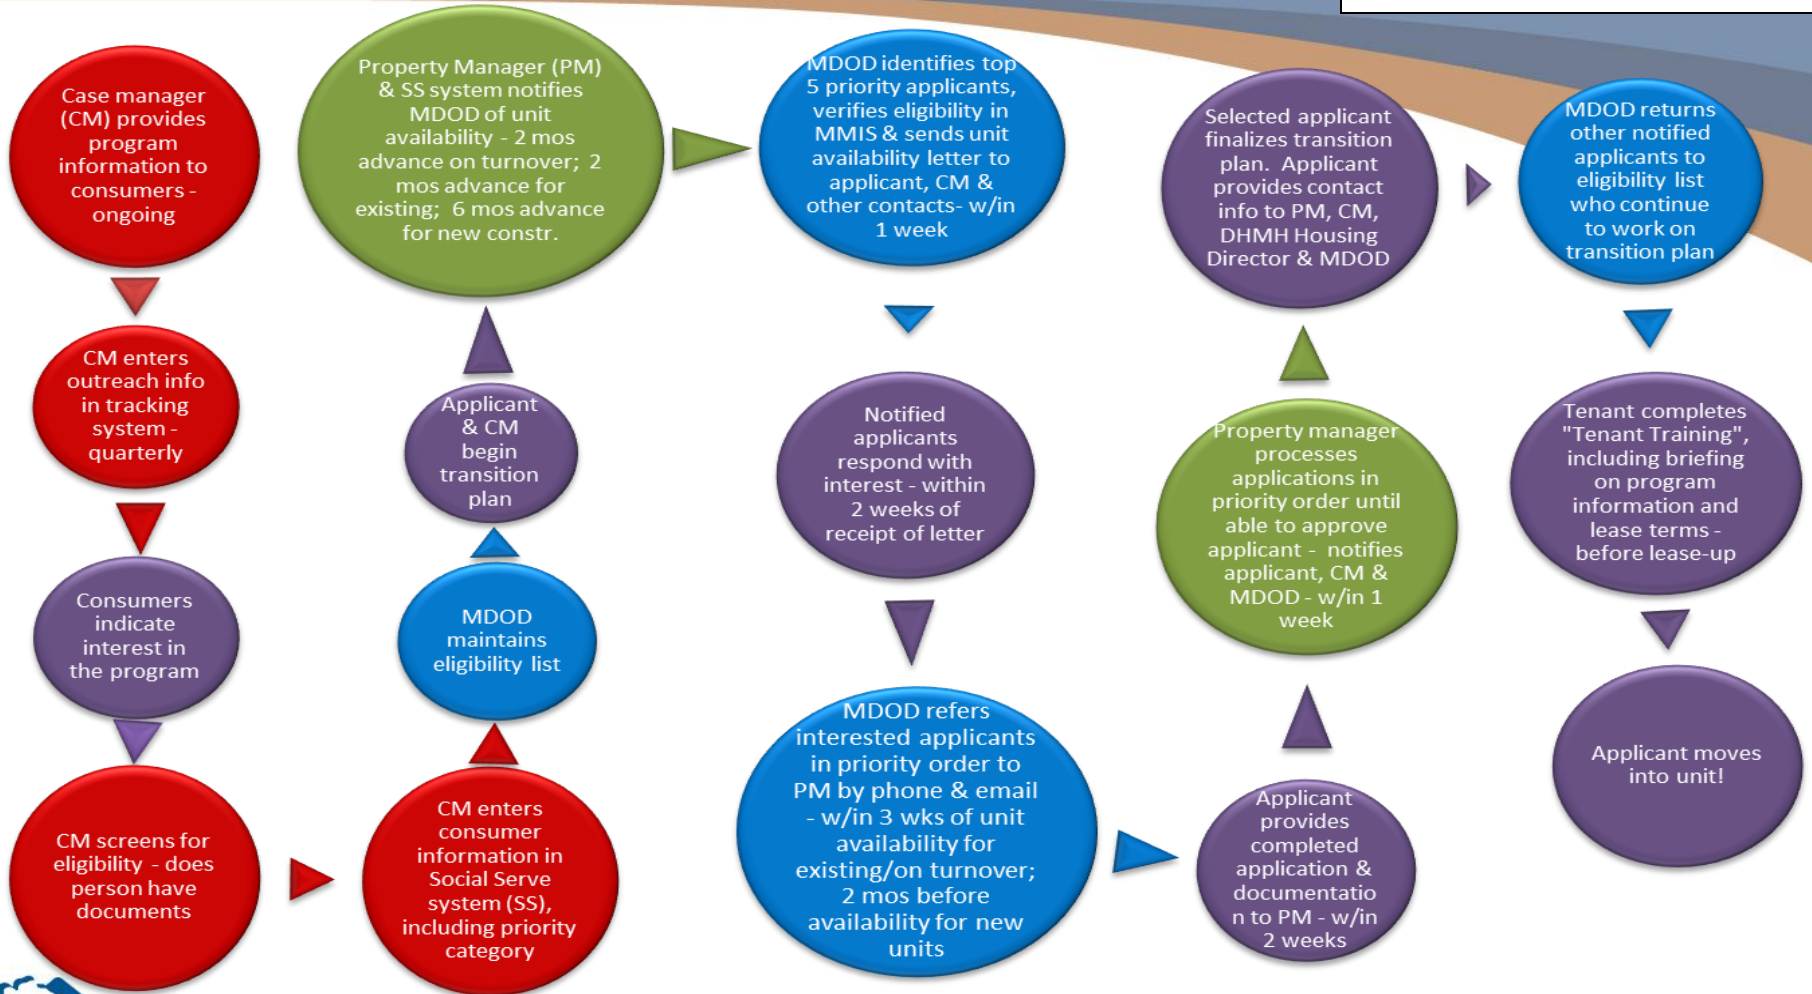 Case manager
(CM) provides
program
information to
consumers -
ongoing
CM enters
outreach info
in tracking
system -
quarterly
Consumers
indicate
interest in
the program
CM screens for
eligibility - does
person have
documents
CM enters
consumer
information in
Social Serve
system (SS),
including priority
category
MDOD
maintains
eligibility list
Applicant
& CM
begin
transition
plan
Property Manager (PM)
& SS system notifies
MDOD of unit
availability - 2 mos
advance on turnover; 2
mos advance for
existing; 6 mos advance
for new constr.
MDOD identifies top
5 priority applicants,
verifies eligibility in
MMIS & sends unit
availability letter to
applicant, CM &
other contacts- w/in
1 week
Notified
applicants
respond with
interest - within
2 weeks of
receipt of letter
MDOD refers
interested applicants
in priority order to
PM by phone & email
- w/in 3 wks of unit
availability for
existing/on turnover;
2 mos before
availability for new
units
Applicant
provides
completed
application &
documentatio
n to PM - w/in
2 weeks
Property manager
processes
applications in
priority order until
able to approve
applicant - notifies
applicant, CM &
MDOD - w/in 1
week
Selected applicant
finalizes transition
plan. Applicant
provides contact
info to PM, CM,
DHMH Housing
Director & MDOD
MDOD returns
other notified
applicants to
eligibility list
who continue
to work on
transition plan
Tenant completes
"Tenant Training",
including briefing
on program
information and
lease terms -
before lease-up
Applicant moves
into unit!